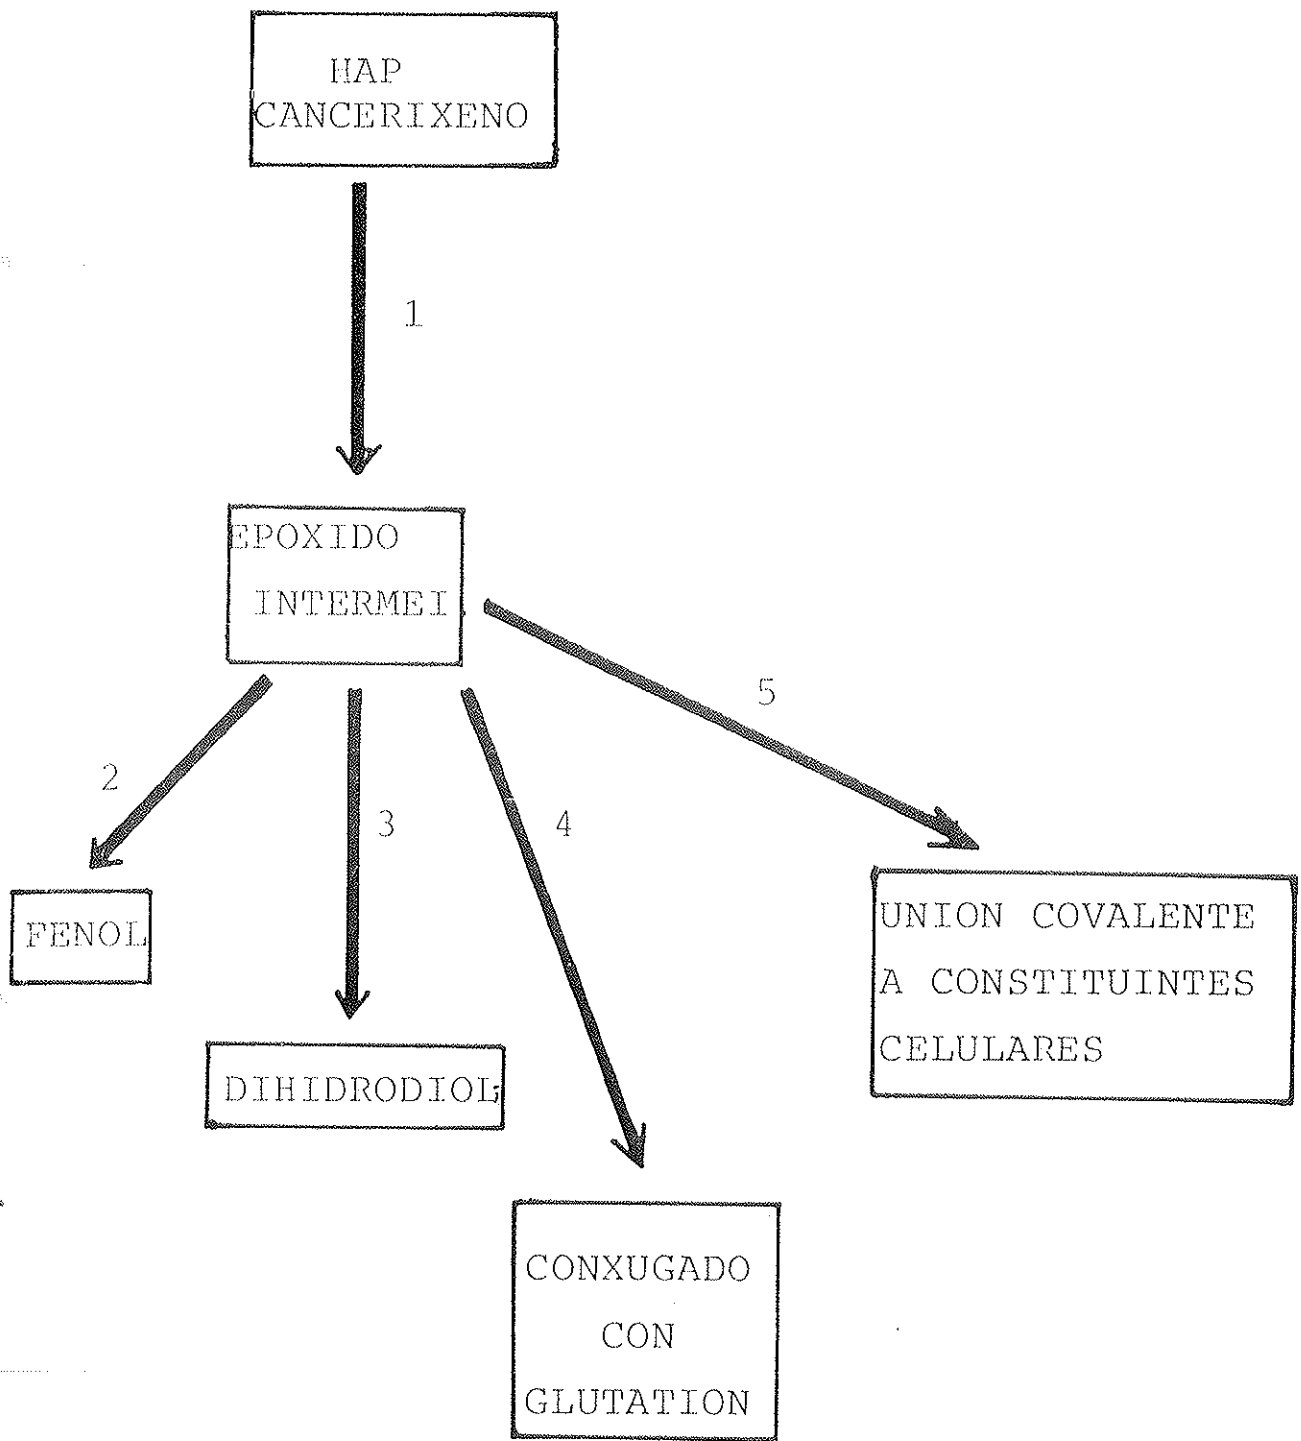 HAP
CANCERIXENO
1
EPOXIDO
INTERMEI
5
2
3
4
FENOL
UNION COVALENTE
A CONSTITUINTES
CELULARES
DIHIDRODIOL
CONXUGADO
CON
GLUTATION